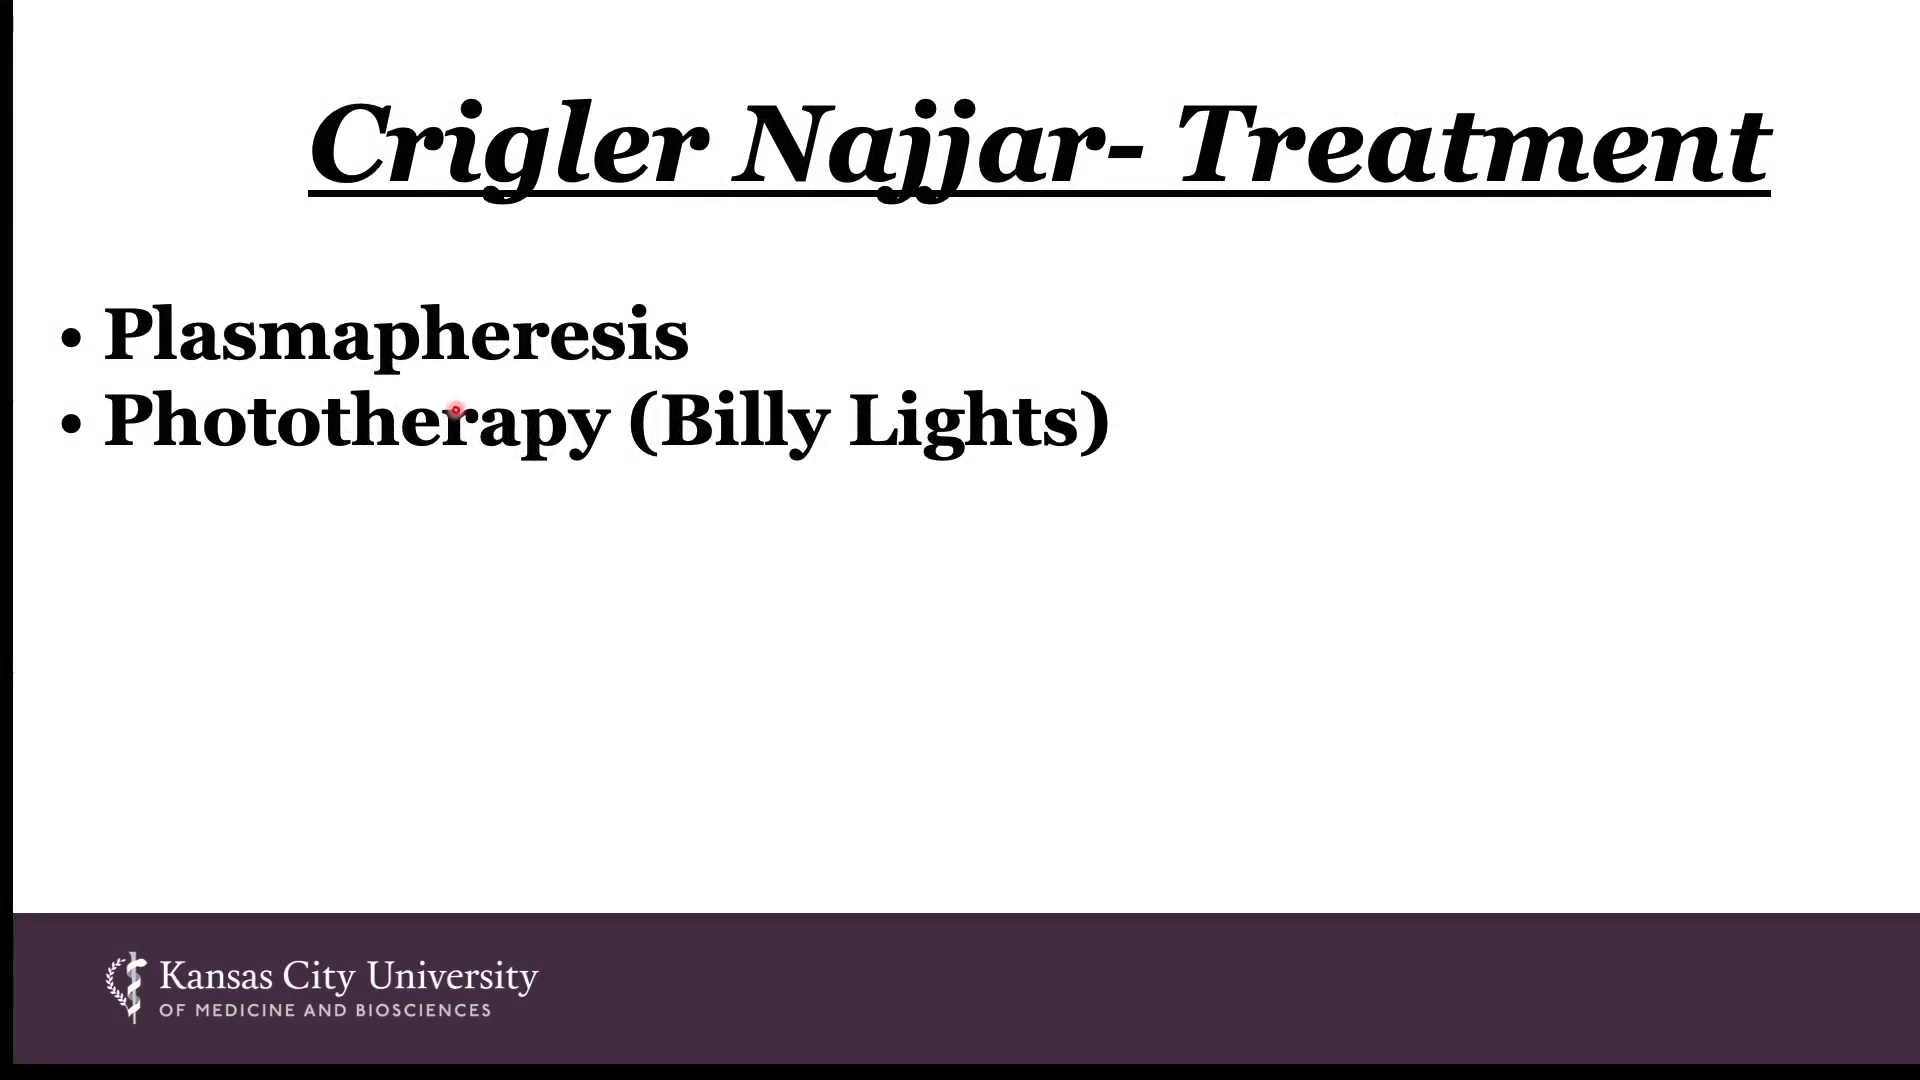 Crigler Najjar- Treatment
• Plasmapheresis
• Phototherapy (Billy Lights)
Kansas City University
OF MEDICINE AND BIOSCIENCES